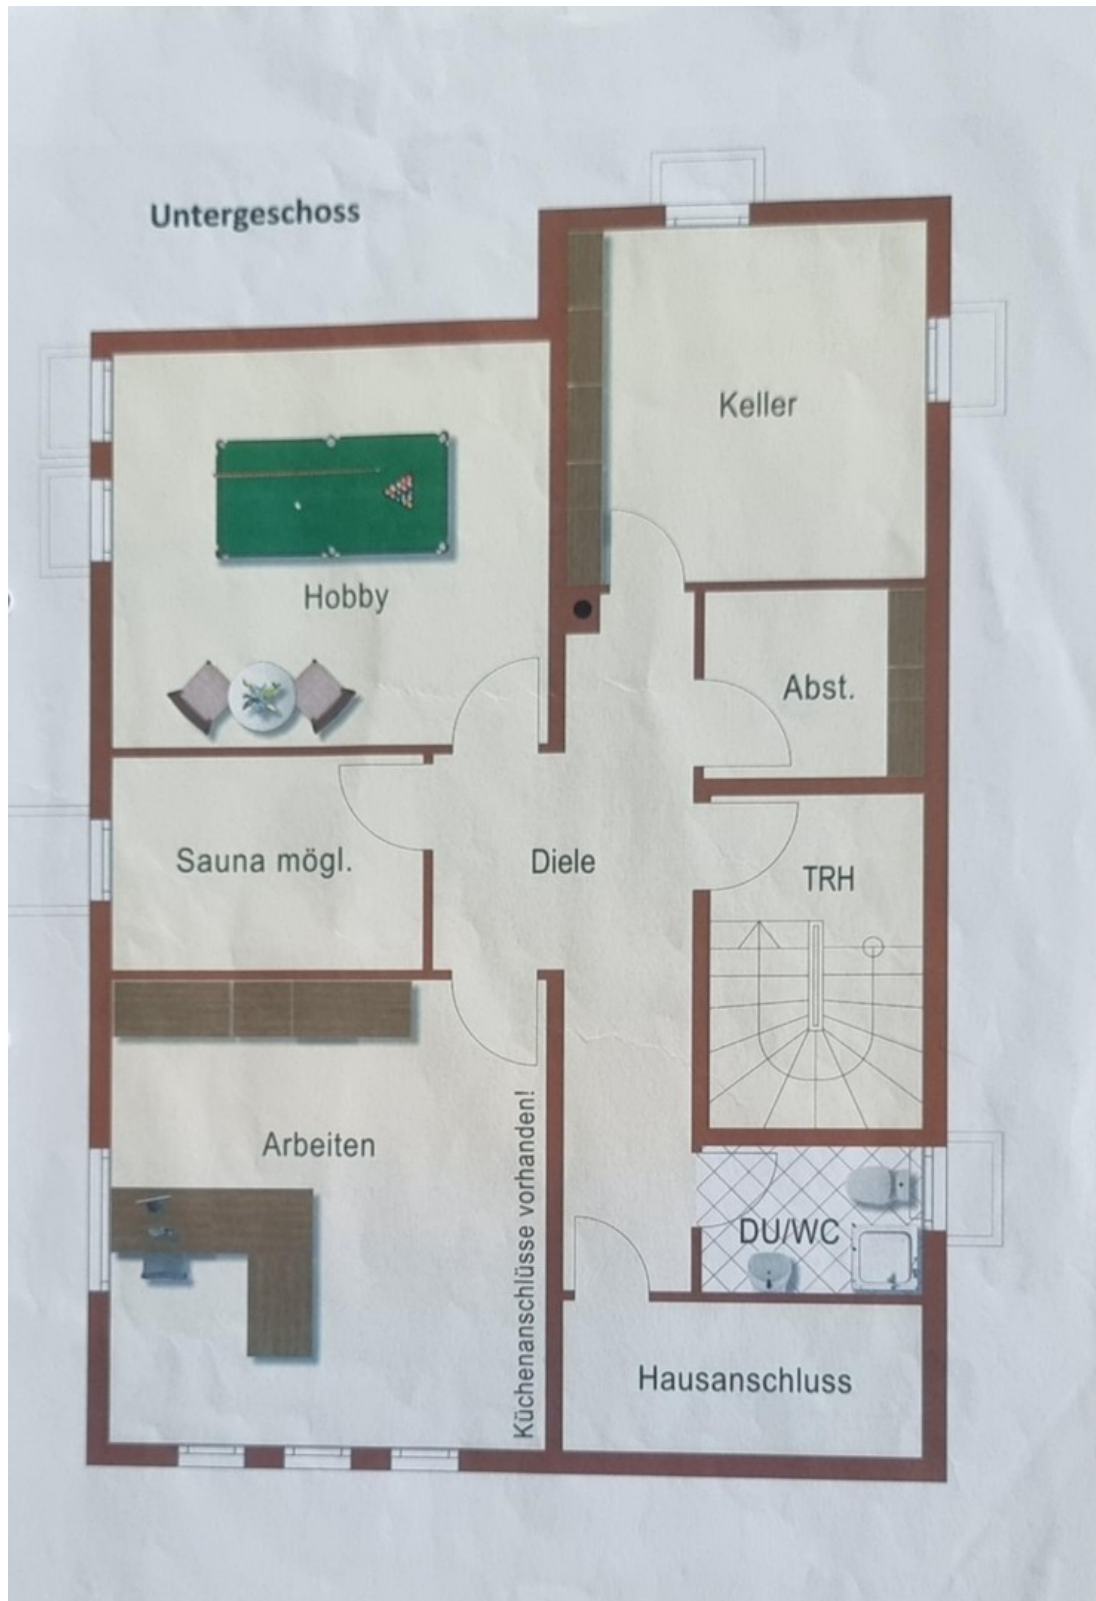 Untergeschoss
Keller
Hobby
Abst.
Sauna mögl.
Diele
TRH
Arbeiten
Küchenanschlüsse vorhanden!
DU/WC
Hausanschluss